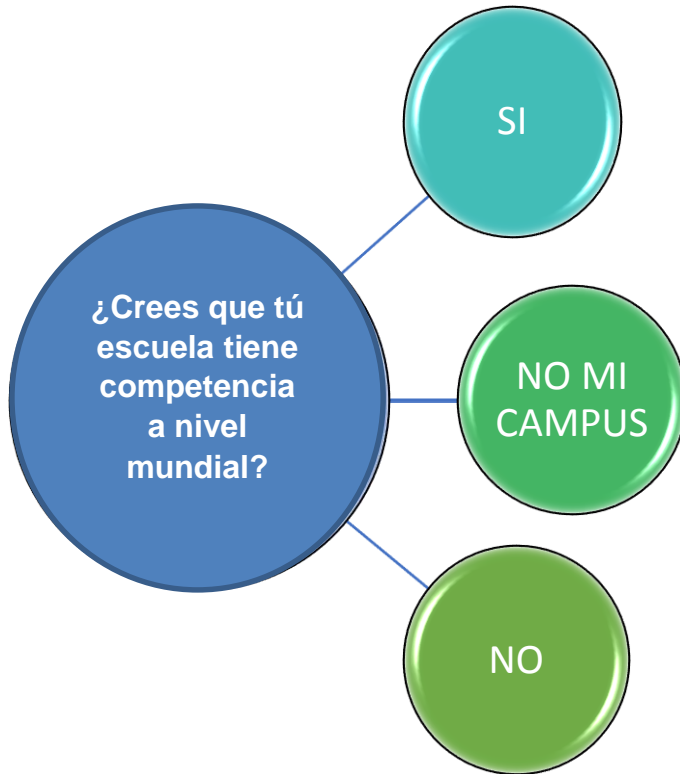 ¿Crees que tú
escuela tiene
competencia
a nivel
mundial?
SI
NO MI
CAMPUS
NO